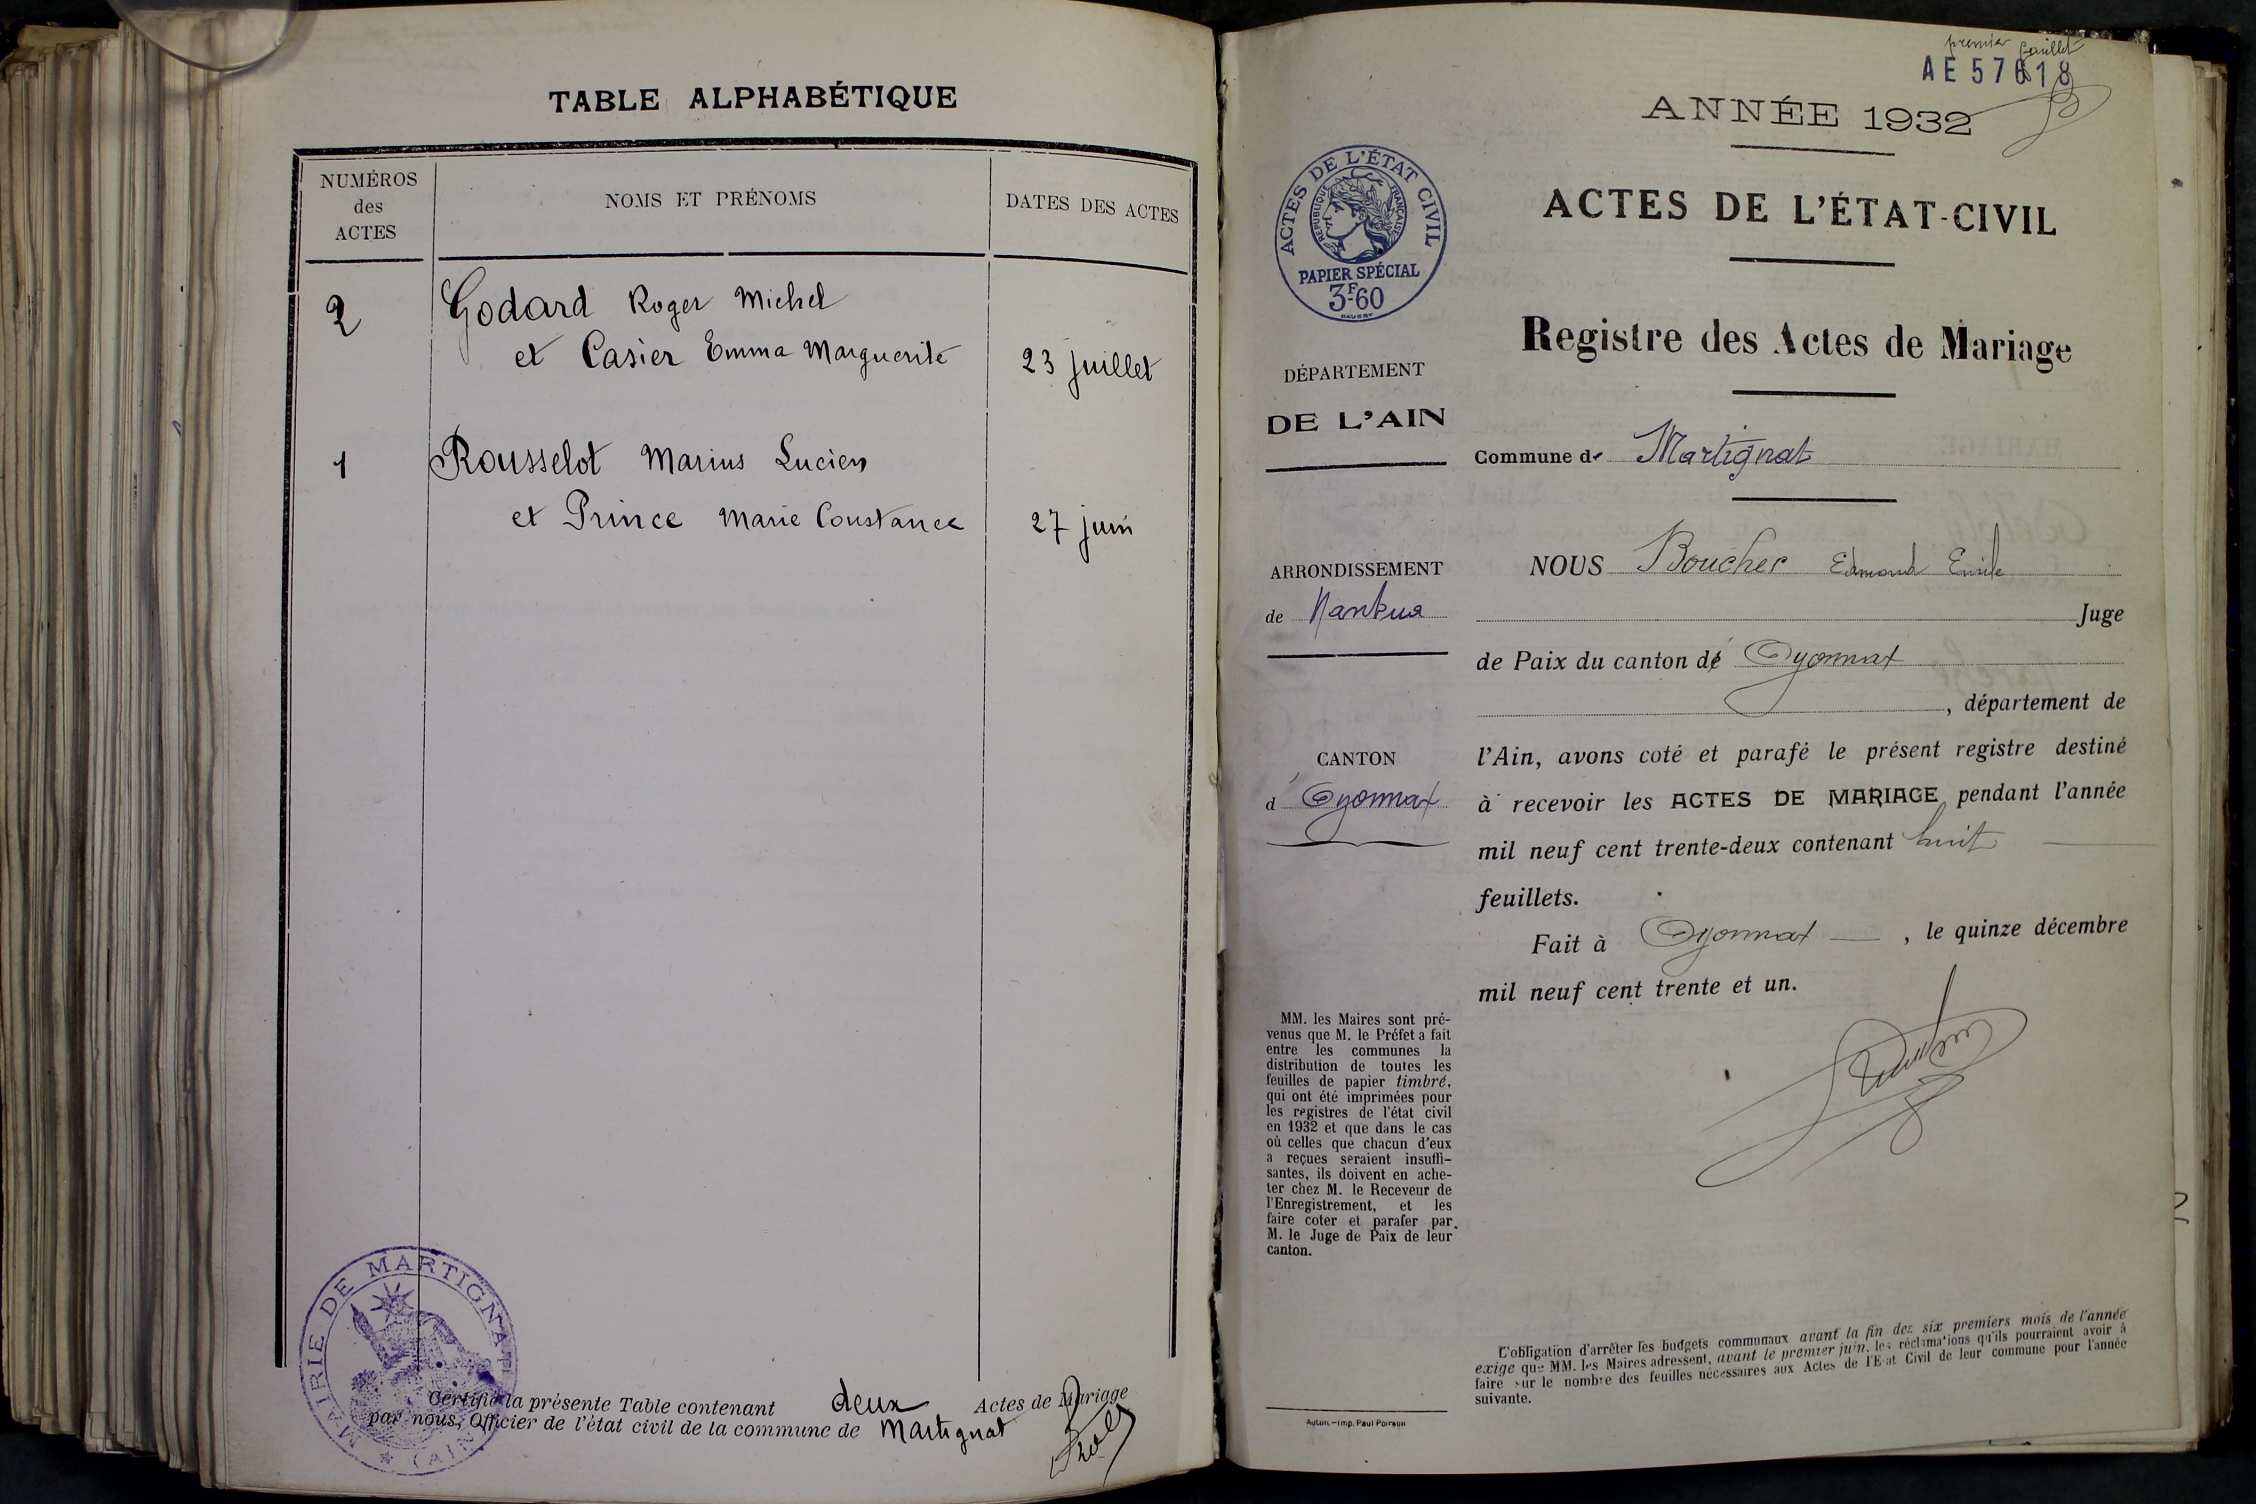 TABLE ALPHABÉTIQUE
NUMÉROS
des
ACTES
NOMS ET PRÉNOMS
DATES DES ACTES
2
Godard Roger Michel
et Casier Emma Marguerite
23 juillet
1
Rousselot Marius Lucien
et Prince Marie Constance
27 juin
MAIRIE DE MARTIGNAT
(AIN)
Certifié la présente Table contenant deux Actes de Mariage
par nous, Officier de l'état civil de la commune de Martignat
premier feuillet
AE 57618
ANNÉE 1932
ACTES DE L'ÉTAT CIVIL
RÉPUBLIQUE FRANÇAISE
PAPIER SPÉCIAL
3F.60
ACTES DE L'ÉTAT-CIVIL
Registre des Actes de Mariage
DÉPARTEMENT
DE L'AIN
Commune de Martignat
ARRONDISSEMENT
de Nantua
CANTON
d' Oyonnax
NOUS Boucher Edmond Emile
Juge
de Paix du canton d' Oyonnax
, département de
l'Ain, avons coté et parafé le présent registre destiné
à recevoir les ACTES DE MARIAGE pendant l'année
mil neuf cent trente-deux contenant huit
feuillets.
Fait à Oyonnax , le quinze décembre
mil neuf cent trente et un.
MM. les Maires sont pré-
venus que M. le Préfet a fait
entre les communes la
distribution de toutes les
feuilles de papier timbré,
qui ont été imprimées pour
les registres de l'état civil
en 1932 et que dans le cas
où celles que chacun d'eux
a reçues seraient insuffi-
santes, ils doivent en ache-
ter chez M. le Receveur de
l'Enregistrement, et les
faire coter et parafer par
M. le Juge de Paix de leur
canton.
L'obligation d'arrêter les budgets communaux avant la fin des six premiers mois de l'année
exige que MM. les Maires adressent, avant le premier juin, les réclamations qu'ils pourraient avoir à
faire sur le nombre des feuilles nécessaires aux Actes de l'Etat Civil de leur commune pour l'année
suivante.
Autun.—Imp. Paul Poirson